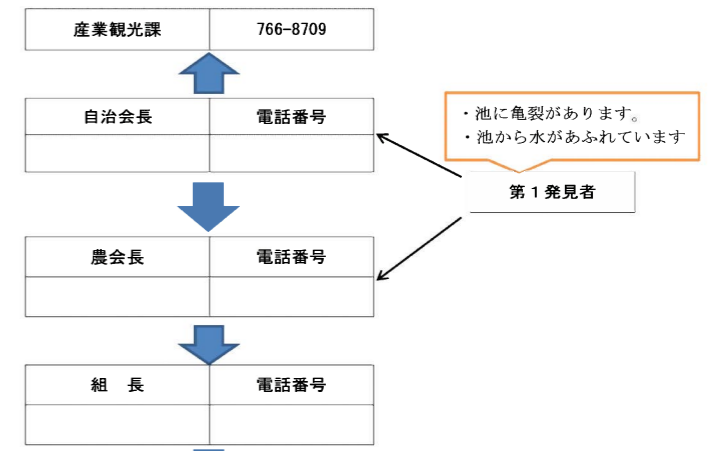 産業観光課 766-8709
自治会長 電話番号
・池に亀裂があります。
・池から水があふれています
第1発見者
農会長 電話番号
組　長 電話番号